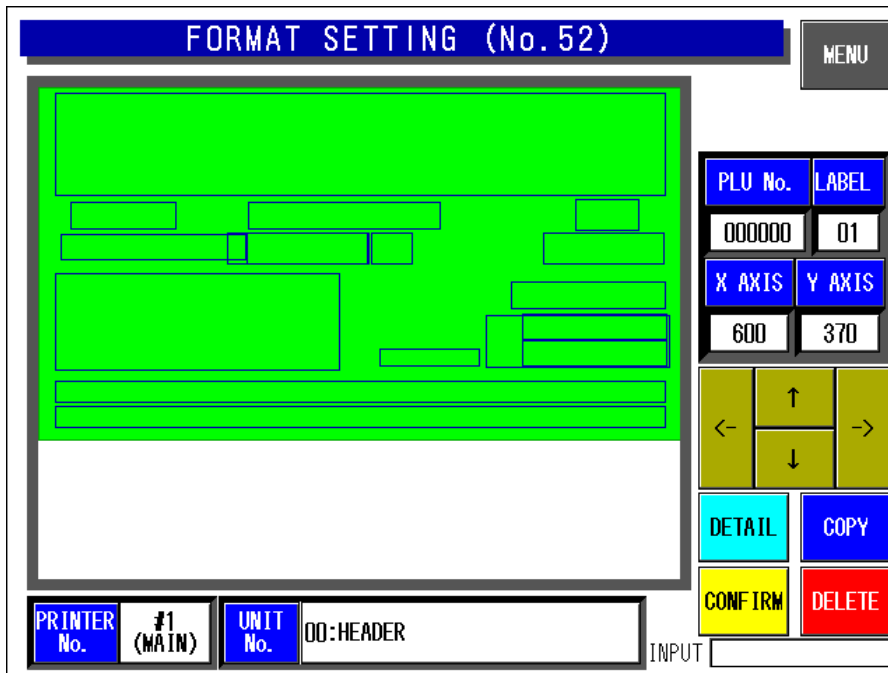 FORMAT SETTING (No.52)
MENU
PLU No. LABEL
000000 01
X AXIS Y AXIS
600 370
↑
<- ->
↓
DETAIL COPY
CONFIRM DELETE
PRINTER No. #1 (MAIN) UNIT No. 00:HEADER
INPUT